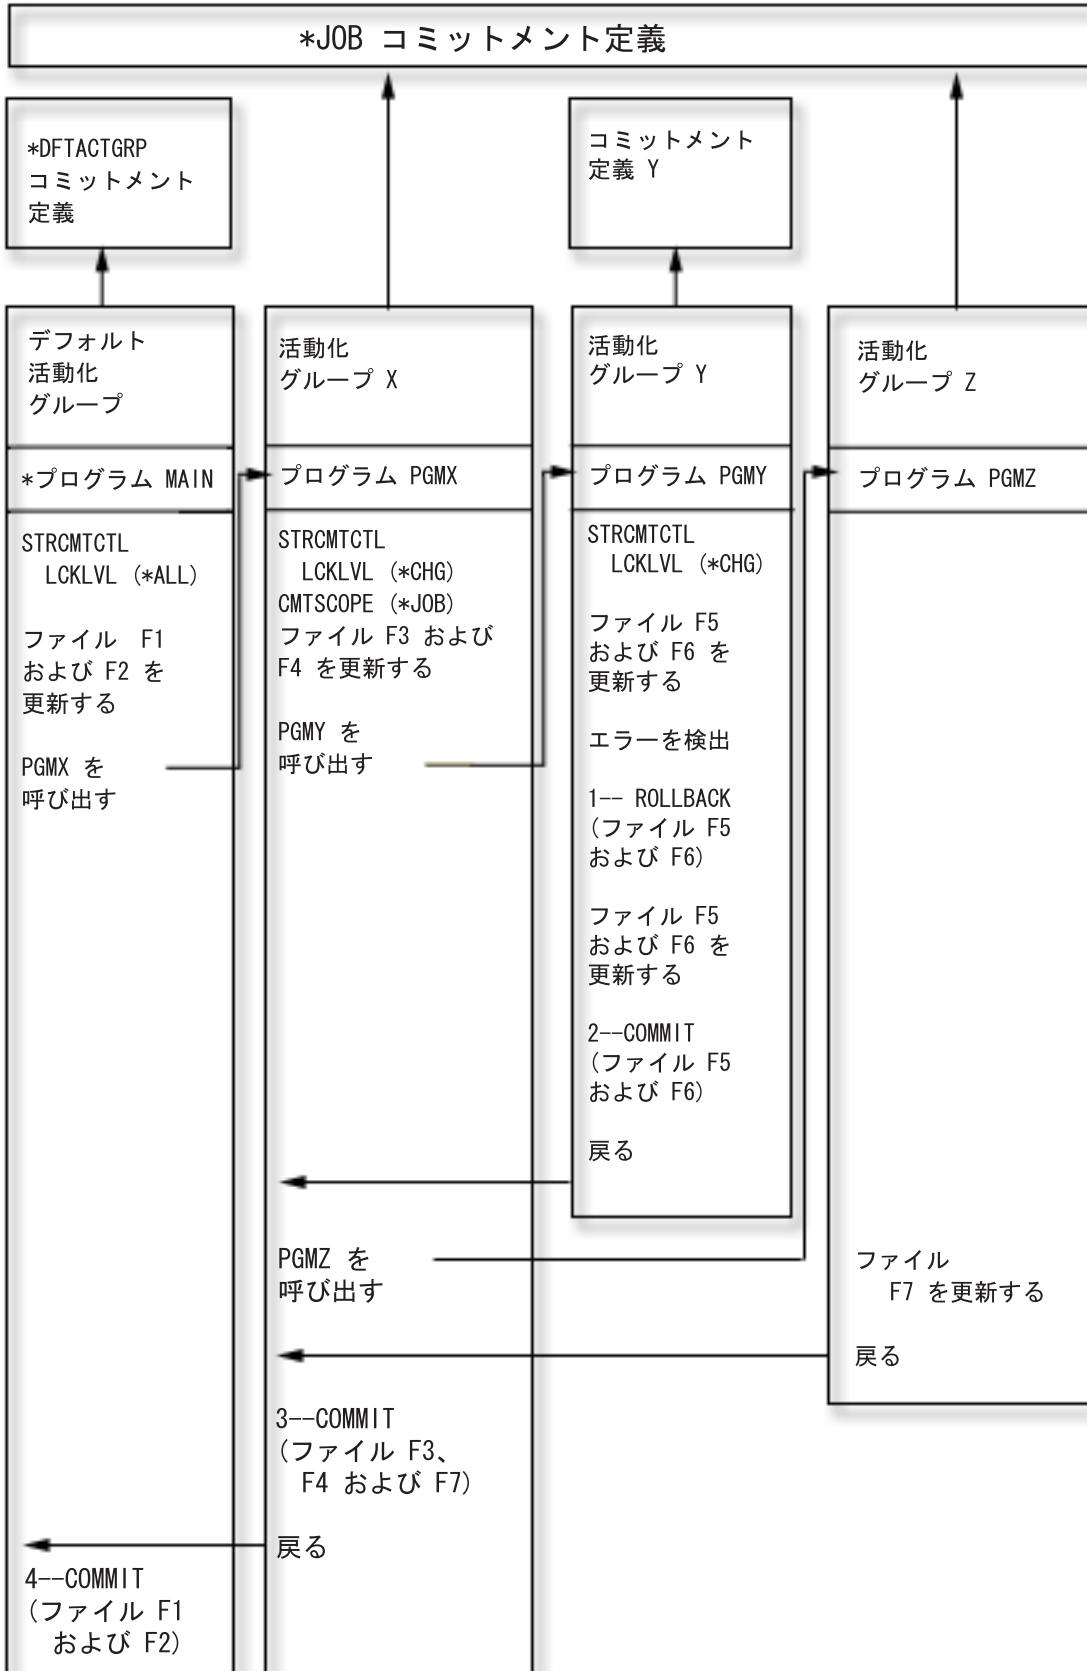 *JOB コミットメント定義
*DFTACTGRP
コミットメント
定義
コミットメント
定義 Y
デフォルト
活動化
グループ
*プログラム MAIN
STRCMTCTL
LCKLVL (*ALL)
ファイル F1
および F2 を
更新する
PGMX を
呼び出す
4--COMMIT
(ファイル F1
および F2)
活動化
グループ X
プログラム PGMX
STRCMTCTL
LCKLVL (*CHG)
CMTSCOPE (*JOB)
ファイル F3 および
F4 を更新する
PGMY を
呼び出す
PGMZ を
呼び出す
3--COMMIT
(ファイル F3、
F4 および F7)
戻る
活動化
グループ Y
プログラム PGMY
STRCMTCTL
LCKLVL (*CHG)
ファイル F5
および F6 を
更新する
エラーを検出
1-- ROLLBACK
(ファイル F5
および F6)
ファイル F5
および F6 を
更新する
2--COMMIT
(ファイル F5
および F6)
戻る
活動化
グループ Z
プログラム PGMZ
ファイル
F7 を更新する
戻る